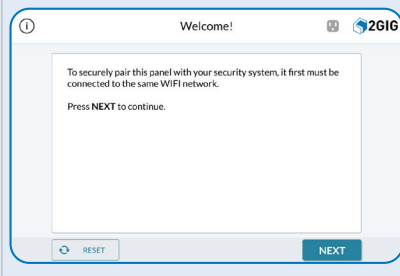 Welcome!
2GIG
To securely pair this panel with your security system, it first must be
connected to the same WIFI network.
Press NEXT to continue.
RESET
NEXT